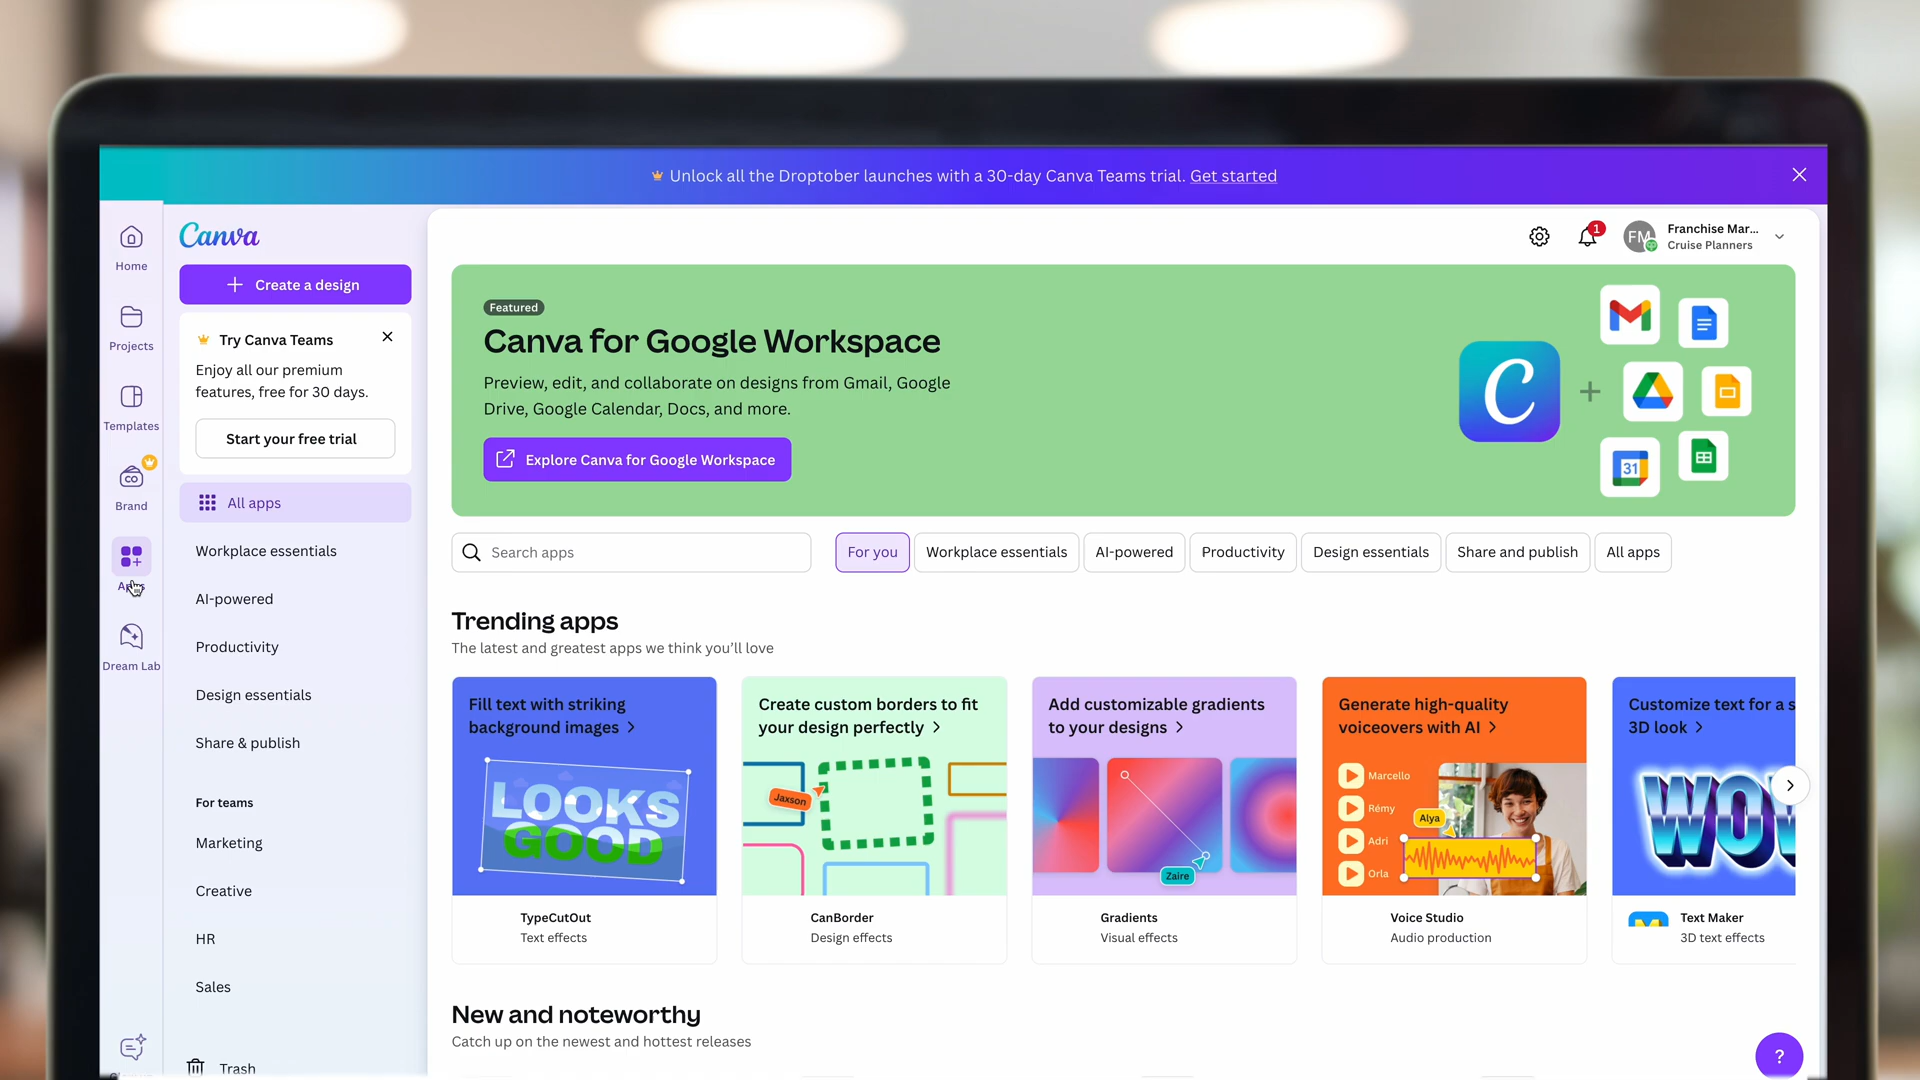 Unlock all the Droptober launches with a 30-day Canva Teams trial. Get started
Home
Projects
Templates
Brand
Dream Lab
Canva
Create a design
Try Canva Teams
Enjoy all our premium
features, free for 30 days.
Start your free trial
All apps
Workplace essentials
AI-powered
Productivity
Design essentials
Share & publish
For teams
Marketing
Creative
HR
Sales
Trash
1
FM
Franchise Mar...
Cruise Planners
Featured
Canva for Google Workspace
Preview, edit, and collaborate on designs from Gmail, Google
Drive, Google Calendar, Docs, and more.
Explore Canva for Google Workspace
C
31
Search apps
For you
Workplace essentials
AI-powered
Productivity
Design essentials
Share and publish
All apps
Trending apps
The latest and greatest apps we think you'll love
Fill text with striking
background images
LOOKS
GOOD
TypeCutOut
Text effects
Create custom borders to fit
your design perfectly
Jaxson
CanBorder
Design effects
Add customizable gradients
to your designs
Zaire
Gradients
Visual effects
Generate high-quality
voiceovers with AI
Marcello
Rémy
Adri
Orla
Alya
Voice Studio
Audio production
Customize text for a s
3D look
WOW
Text Maker
3D text effects
New and noteworthy
Catch up on the newest and hottest releases
?